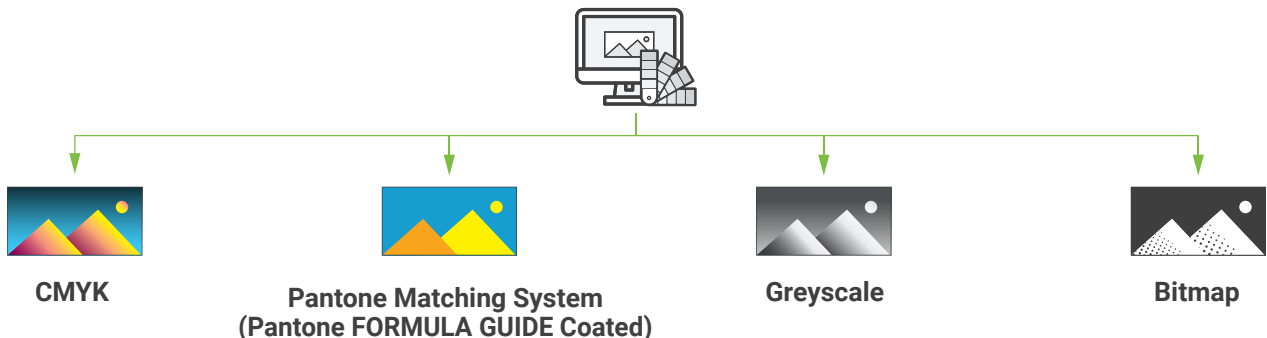 CMYK
Pantone Matching System
(Pantone FORMULA GUIDE Coated)
Greyscale
Bitmap